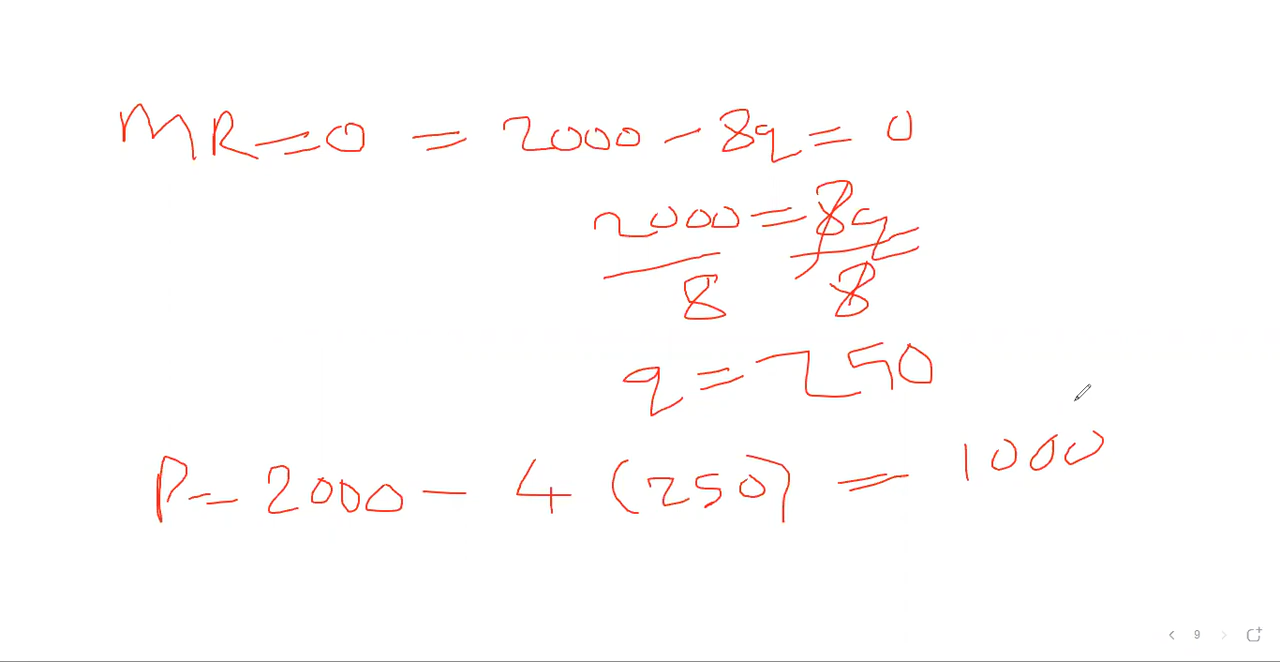 MR=0 = 2000 - 8q = 0
2000 = 8q
8 8
q = 250
P = 2000 - 4 (250) = 1000
9